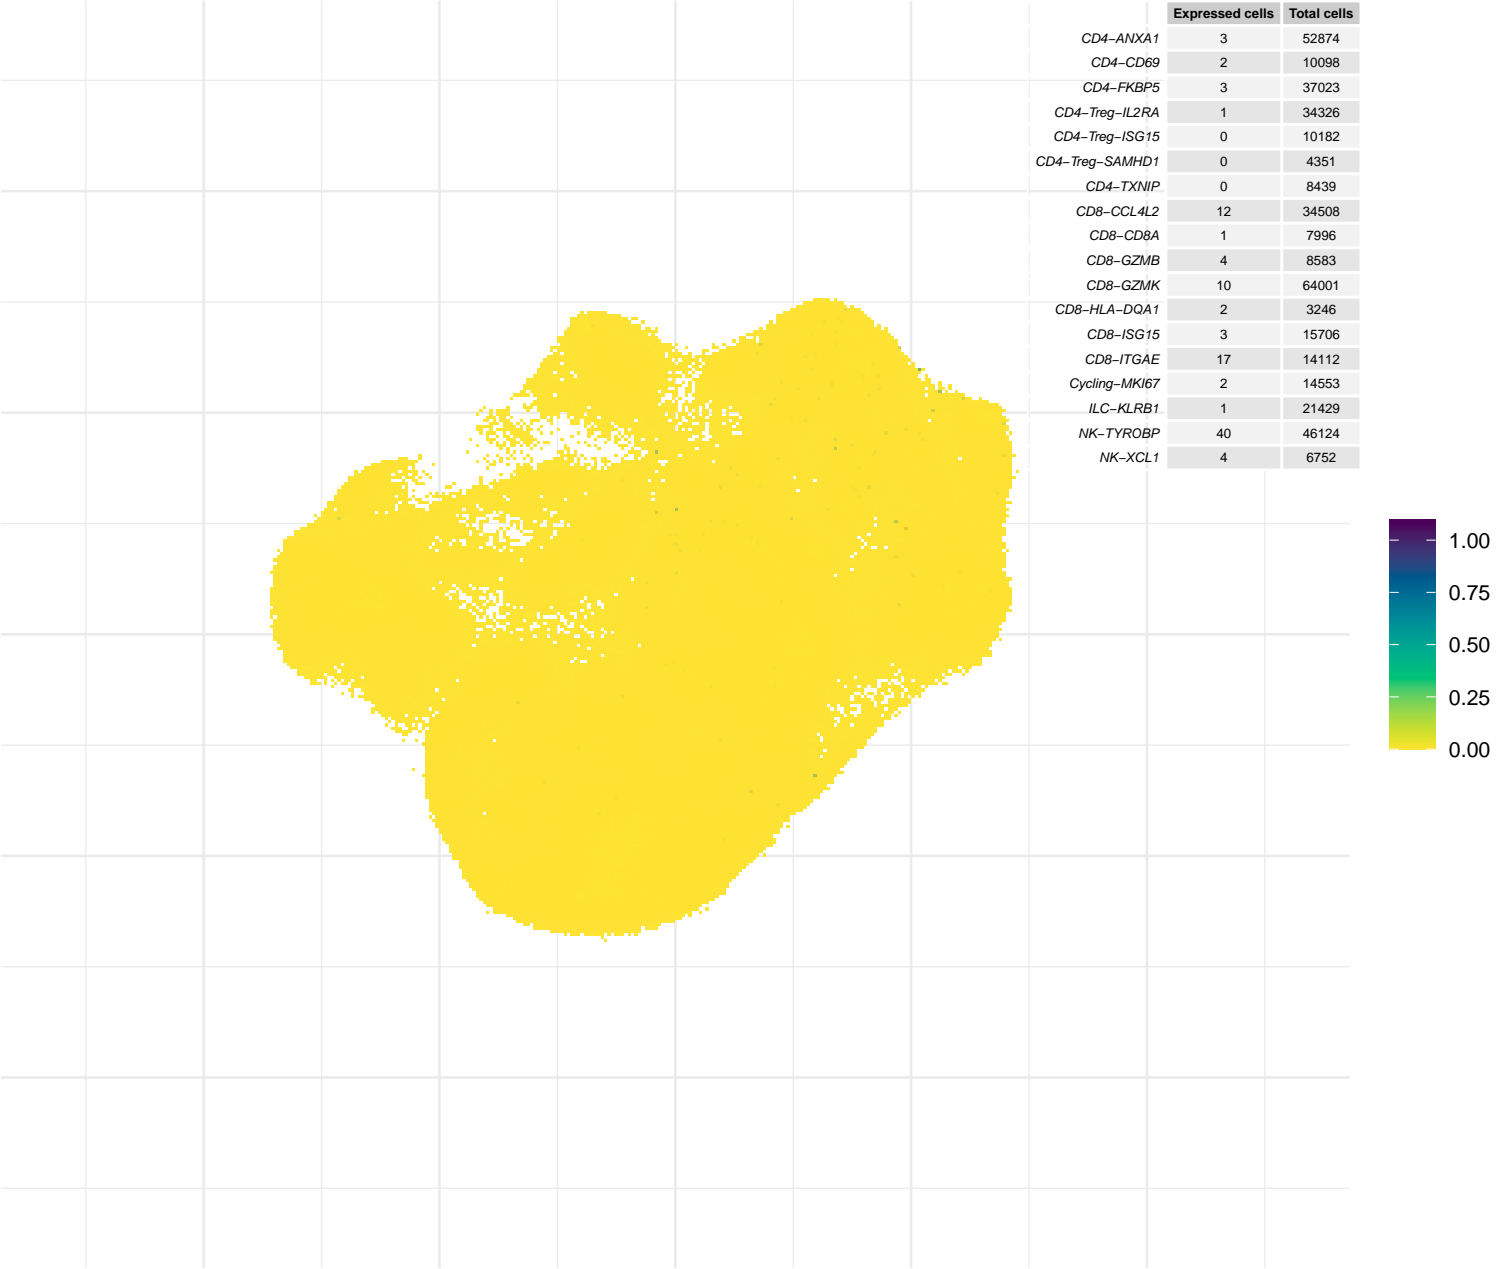 Expressed cells Total cells
CD4−ANXA1 3 52874
CD4−CD69 2 10098
CD4−FKBP5 3 37023
CD4−Treg−IL2RA 1 34326
CD4−Treg−ISG15 0 10182
CD4−Treg−SAMHD1 0 4351
CD4−TXNIP 0 8439
CD8−CCL4L2 12 34508
CD8−CD8A 1 7996
CD8−GZMB 4 8583
CD8−GZMK 10 64001
CD8−HLA−DQA1 2 3246
CD8−ISG15 3 15706
CD8−ITGAE 17 14112
Cycling−MKI67 2 14553
ILC−KLRB1 1 21429
NK−TYROBP 40 46124
NK−XCL1 4 6752
1.00
0.75
0.50
0.25
0.00